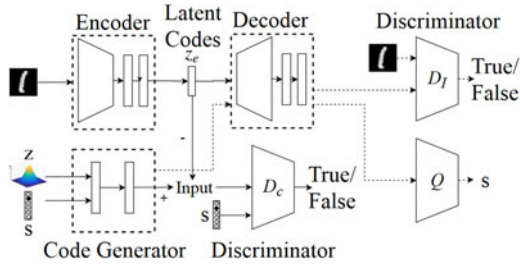 Encoder
Latent
Codes
Decoder
Discriminator
z_e
D_I
True/
False
-
Z
S
+
Input
S
D_c
True/
False
Q
s
Code Generator
Discriminator